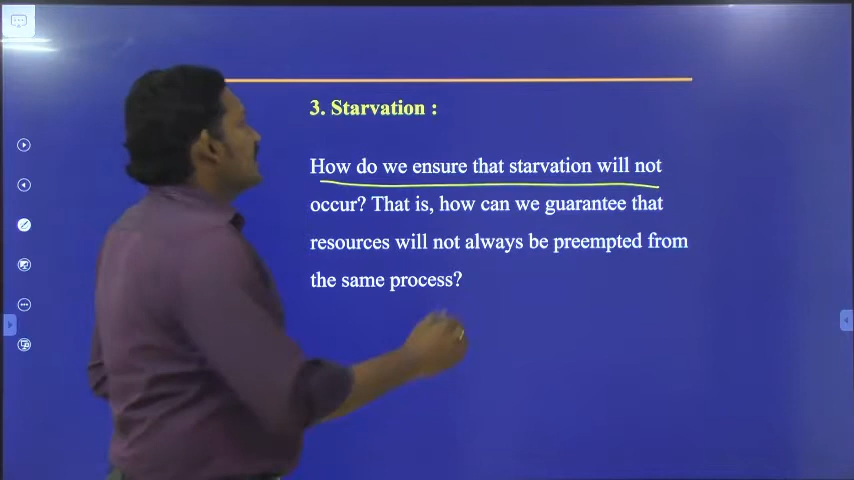 3. Starvation :
How do we ensure that starvation will not
occur? That is, how can we guarantee that
resources will not always be preempted from
the same process?